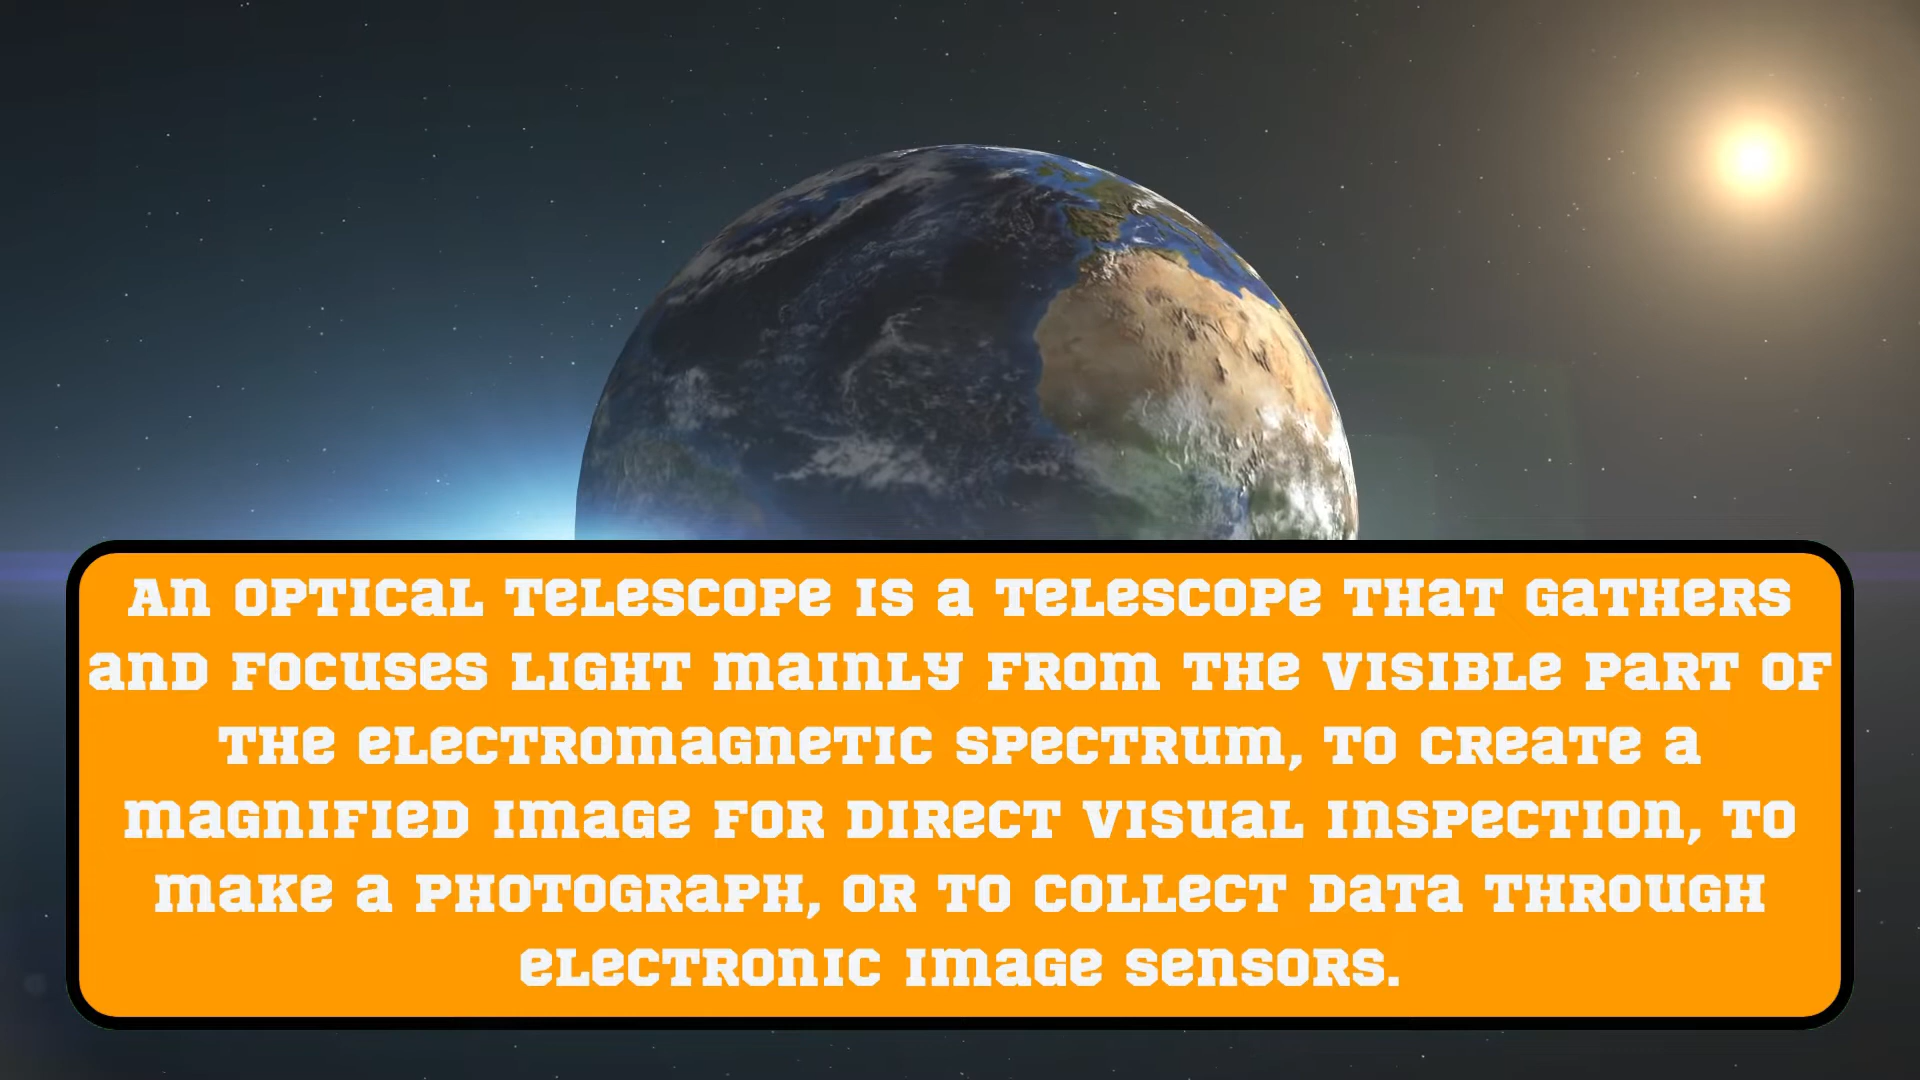 An optical telescope is a telescope that gathers
and focuses light mainly from the visible part of
the electromagnetic spectrum, to create a
magnified image for direct visual inspection, to
make a photograph, or to collect data through
electronic image sensors.